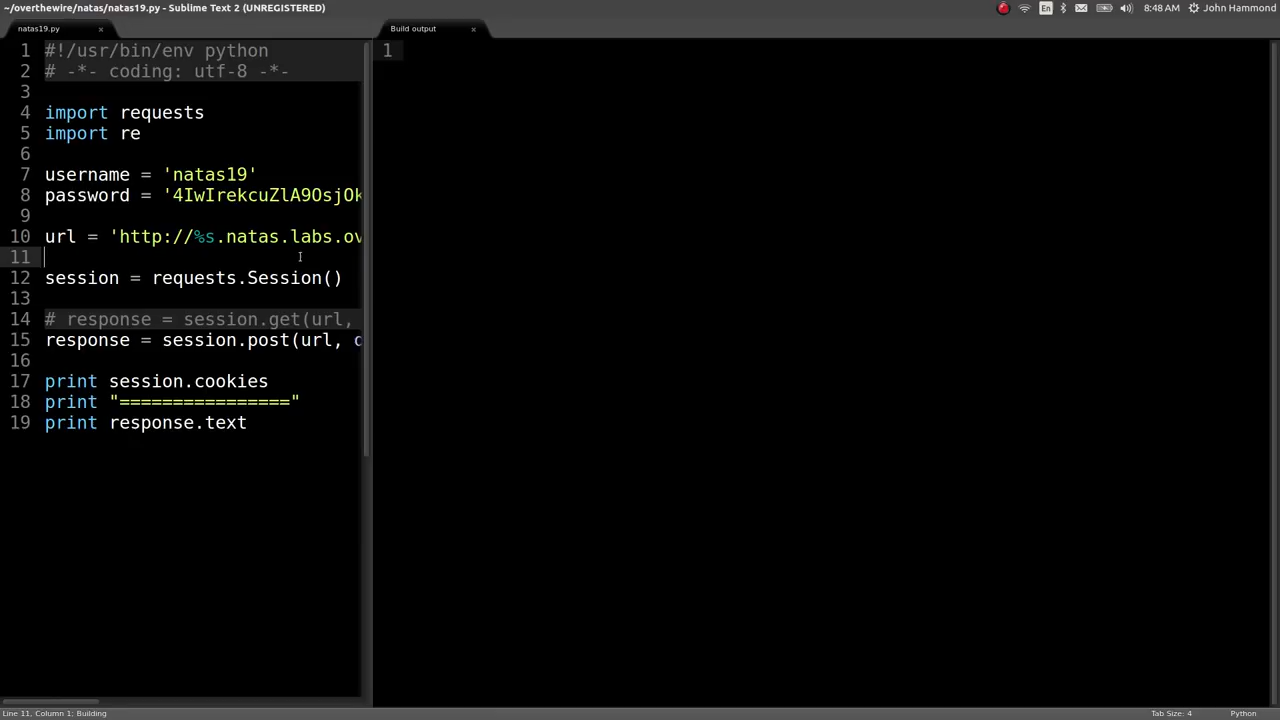 ~/overthewire/natas/natas19.py - Sublime Text 2 (UNREGISTERED)
En
8:48 AM
John Hammond
natas19.py
Build output
1 #!/usr/bin/env python
2 # -*- coding: utf-8 -*-
3
4 import requests
5 import re
6
7 username = 'natas19'
8 password = '4IwIrekcuZlA9OsjOk
9
10 url = 'http://%s.natas.labs.ov
11
12 session = requests.Session()
13
14 # response = session.get(url,
15 response = session.post(url, d
16
17 print session.cookies
18 print "================"
19 print response.text
1
Line 11, Column 1; Building
Tab Size: 4
Python